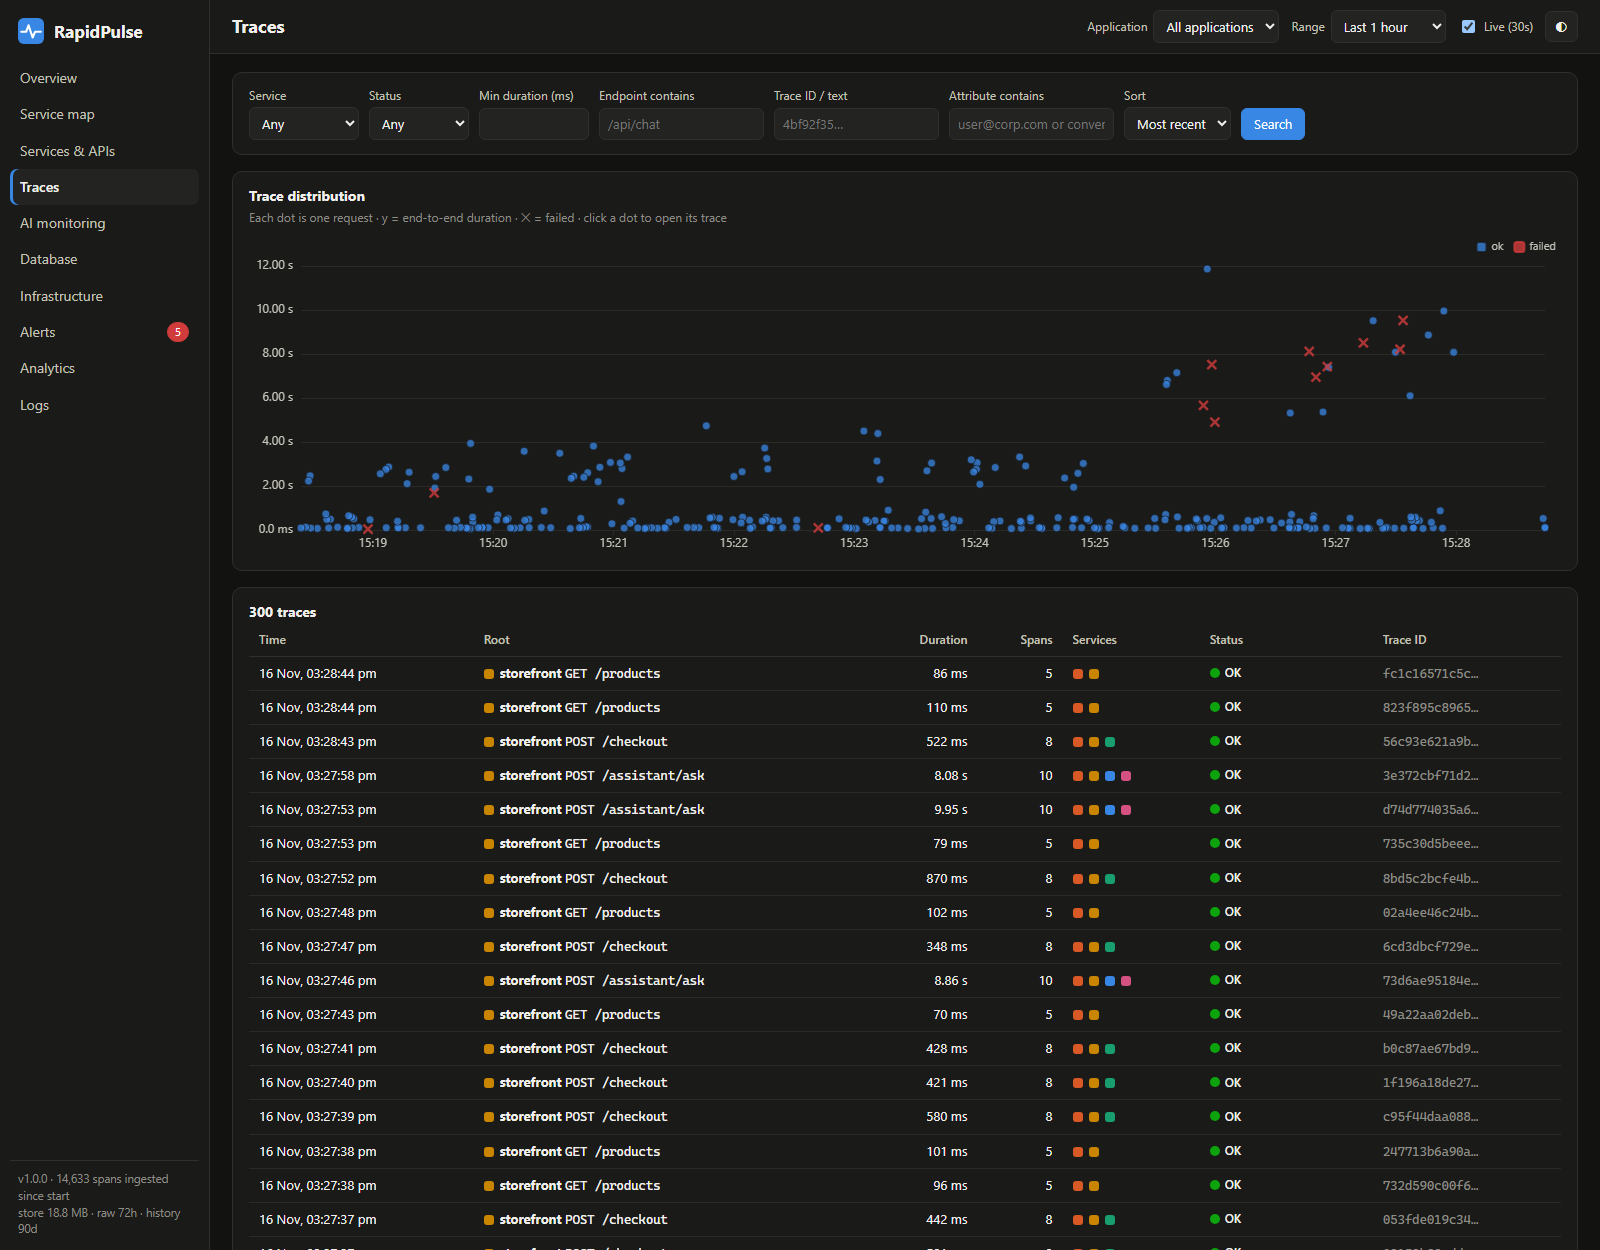 RapidPulse
Overview
Service map
Services & APIs
Traces
AI monitoring
Database
Infrastructure
Alerts 5
Analytics
Logs
v1.0.0 · 14,633 spans ingested
since start
store 18.8 MB · raw 72h · history
90d
Traces
Application All applications Range Last 1 hour Live (30s)
Service Status Min duration (ms) Endpoint contains Trace ID / text Attribute contains Sort
Any Any /api/chat 4bf92f35... user@corp.com or conver Most recent Search
Trace distribution
Each dot is one request · y = end-to-end duration · ✕ = failed · click a dot to open its trace
ok failed
12.00 s
10.00 s
8.00 s
6.00 s
4.00 s
2.00 s
0.0 ms
15:19 15:20 15:21 15:22 15:23 15:24 15:25 15:26 15:27 15:28
300 traces
Time Root Duration Spans Services Status Trace ID
16 Nov, 03:28:44 pm storefront GET /products 86 ms 5 OK fc1c16571c5c…
16 Nov, 03:28:44 pm storefront GET /products 110 ms 5 OK 823f895c8965…
16 Nov, 03:28:43 pm storefront POST /checkout 522 ms 8 OK 56c93e621a9b…
16 Nov, 03:27:58 pm storefront POST /assistant/ask 8.08 s 10 OK 3e372cbf71d2…
16 Nov, 03:27:53 pm storefront POST /assistant/ask 9.95 s 10 OK d74d774035a6…
16 Nov, 03:27:53 pm storefront GET /products 79 ms 5 OK 735c30d5beee…
16 Nov, 03:27:52 pm storefront POST /checkout 870 ms 8 OK 8bd5c2bcfe4b…
16 Nov, 03:27:48 pm storefront GET /products 102 ms 5 OK 02a4ee46c24b…
16 Nov, 03:27:47 pm storefront POST /checkout 348 ms 8 OK 6cd3dbcf729e…
16 Nov, 03:27:46 pm storefront POST /assistant/ask 8.86 s 10 OK 73d6ae95184e…
16 Nov, 03:27:43 pm storefront GET /products 70 ms 5 OK 49a22aa02deb…
16 Nov, 03:27:41 pm storefront POST /checkout 428 ms 8 OK b0c87ae67bd9…
16 Nov, 03:27:40 pm storefront POST /checkout 421 ms 8 OK 1f196a18de27…
16 Nov, 03:27:39 pm storefront POST /checkout 580 ms 8 OK c95f44daa088…
16 Nov, 03:27:38 pm storefront GET /products 101 ms 5 OK 247713b6a90a…
16 Nov, 03:27:38 pm storefront GET /products 96 ms 5 OK 732d590c00f6…
16 Nov, 03:27:37 pm storefront POST /checkout 442 ms 8 OK 053fde019c34…